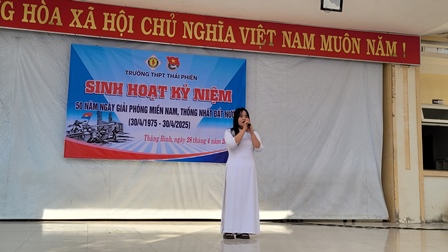 HÒA XÃ HỘI CHỦ NGHĨA VIỆT NAM MUÔN NĂM !
TRƯỜNG THPT THÁI PHIÊN
SINH HOẠT KỶ NIỆM
50 NĂM NGÀY GIẢI PHÓNG MIỀN NAM, THỐNG NHẤT ĐẤT NƯỚC
(30/4/1975 - 30/4/2025)
Thăng Bình, ngày 28 tháng 4 năm